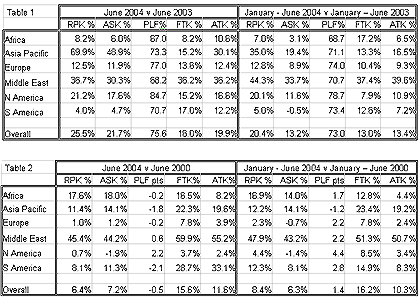 Table 1 June 2004 v June 2003 January - June 2004 v January – June 2003
RPK % ASK % PLF% FTK % ATK% RPK % ASK % PLF% FTK % ATK%
Africa 8.2% 6.0% 67.0 8.2% 10.6% 7.0% 3.1% 68.7 17.2% 6.5%
Asia Pacific 69.9% 46.9% 73.3 15.2% 30.1% 35.0% 19.4% 71.1 13.3% 16.5%
Europe 12.5% 11.9% 77.0 13.8% 12.4% 12.8% 8.9% 74.0 10.4% 9.3%
Middle East 36.7% 30.3% 68.2 36.2% 36.2% 44.3% 33.7% 70.7 37.4% 39.6%
N America 21.2% 17.6% 84.7 15.2% 18.6% 20.1% 11.6% 78.7 7.9% 10.9%
S America 4.0% 4.7% 70.7 17.0% 12.2% 5.0% -0.5% 73.4 12.6% 7.2%
Overall 25.5% 21.7% 75.6 18.0% 19.9% 20.4% 13.2% 73.0 13.0% 13.4%
Table 2 June 2004 v June 2000 January - June 2004 v January – June 2000
RPK % ASK % PLF pts FTK% ATK% RPK % ASK % PLF pts FTK % ATK%
Africa 17.6% 18.0% -0.2 18.5% 8.2% 16.9% 14.0% 1.7 12.8% 4.4%
Asia Pacific 11.4% 14.1% -1.8 22.3% 19.6% 12.2% 14.1% -1.2 23.4% 19.2%
Europe 1.0% 1.2% -0.2 7.8% 3.9% 2.3% -0.7% 2.2 7.8% 2.4%
Middle East 45.4% 44.2% 0.6 59.9% 55.2% 47.9% 43.2% 2.2 51.3% 50.7%
N America 0.7% -1.9% 2.2 3.7% 2.4% 4.4% -1.4% 4.4 8.5% 3.4%
S America 8.1% 11.3% -2.1 28.7% 33.1% 12.3% 8.1% 2.8 14.9% 8.3%
Overall 6.4% 7.2% -0.5 15.6% 11.6% 8.4% 6.3% 1.4 16.2% 10.3%